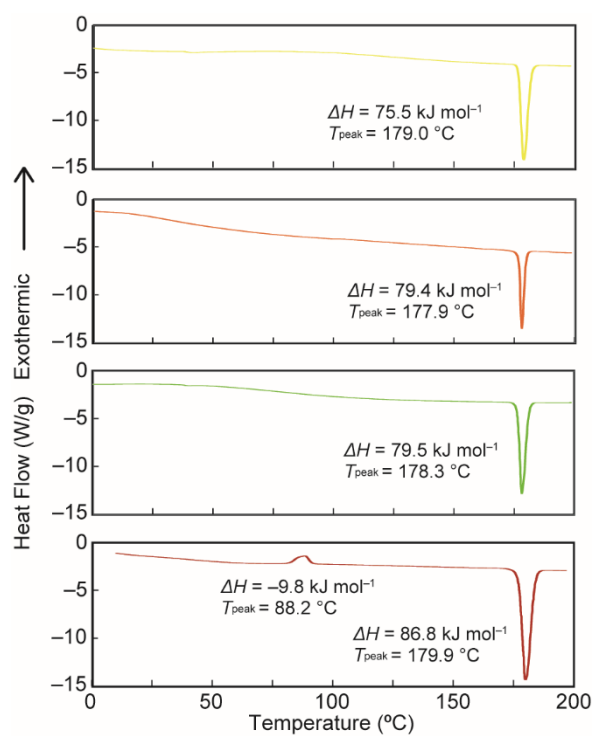 0
−5
−10
−15
ΔH = 75.5 kJ mol⁻¹
Tpeak = 179.0 °C
0
−5
−10
−15
ΔH = 79.4 kJ mol⁻¹
Tpeak = 177.9 °C
0
−5
−10
−15
ΔH = 79.5 kJ mol⁻¹
Tpeak = 178.3 °C
0
−5
−10
−15
ΔH = −9.8 kJ mol⁻¹
Tpeak = 88.2 °C
ΔH = 86.8 kJ mol⁻¹
Tpeak = 179.9 °C
0 50 100 150 200
Temperature (ºC)
Heat Flow (W/g) Exothermic